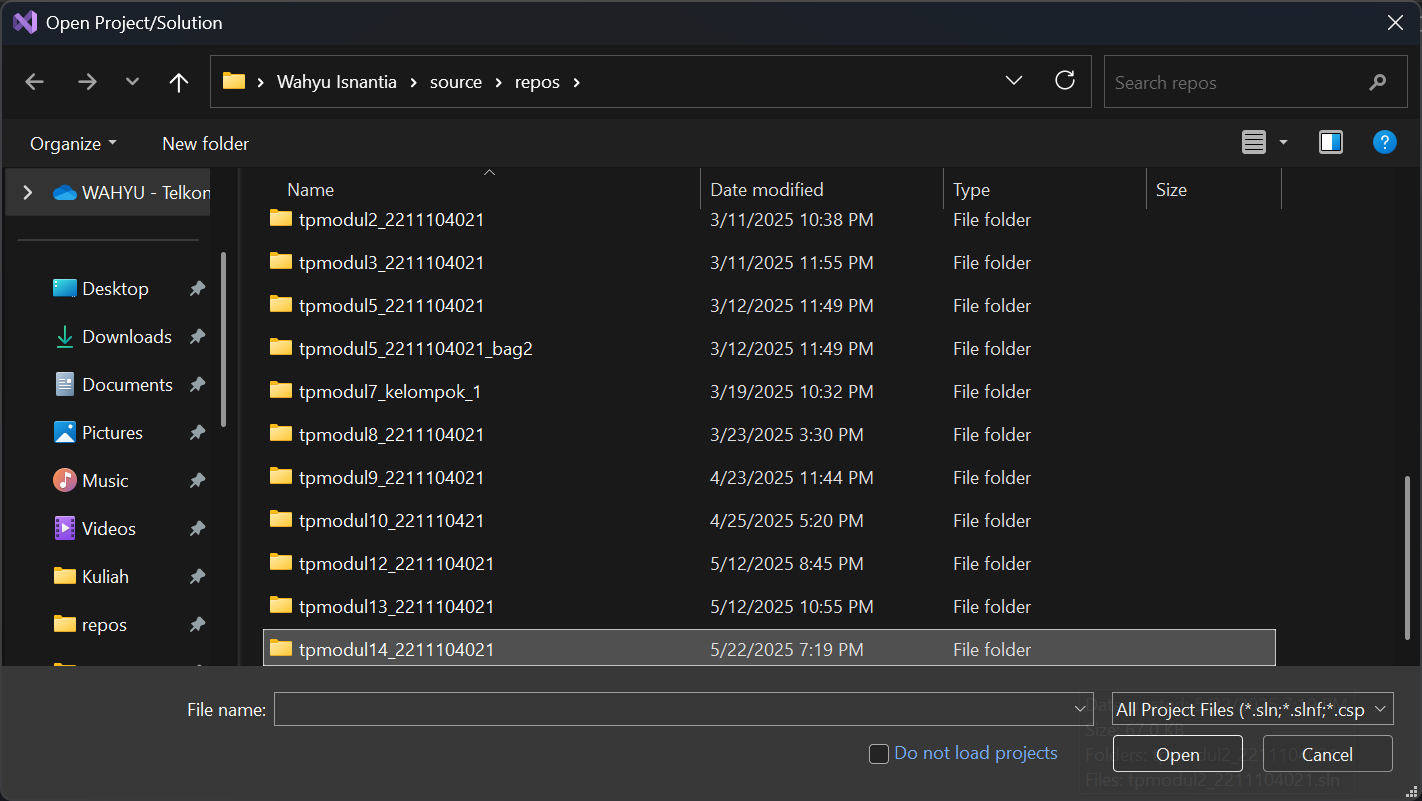 Open Project/Solution
Wahyu Isnantia > source > repos >
Search repos
Organize
New folder
?
WAHYU - Telkon
Name
Date modified
Type
Size
tpmodul2_2211104021 3/11/2025 10:38 PM File folder
tpmodul3_2211104021 3/11/2025 11:55 PM File folder
tpmodul5_2211104021 3/12/2025 11:49 PM File folder
tpmodul5_2211104021_bag2 3/12/2025 11:49 PM File folder
tpmodul7_kelompok_1 3/19/2025 10:32 PM File folder
tpmodul8_2211104021 3/23/2025 3:30 PM File folder
tpmodul9_2211104021 4/23/2025 11:44 PM File folder
tpmodul10_221110421 4/25/2025 5:20 PM File folder
tpmodul12_2211104021 5/12/2025 8:45 PM File folder
tpmodul13_2211104021 5/12/2025 10:55 PM File folder
tpmodul14_2211104021 5/22/2025 7:19 PM File folder
Desktop
Downloads
Documents
Pictures
Music
Videos
Kuliah
repos
File name:
All Project Files (*.sln;*.slnf;*.csp
Size: 67.0 KB
Do not load projects
Folders:
Open
Cancel
Files: tpmodul2_2211104021.sln